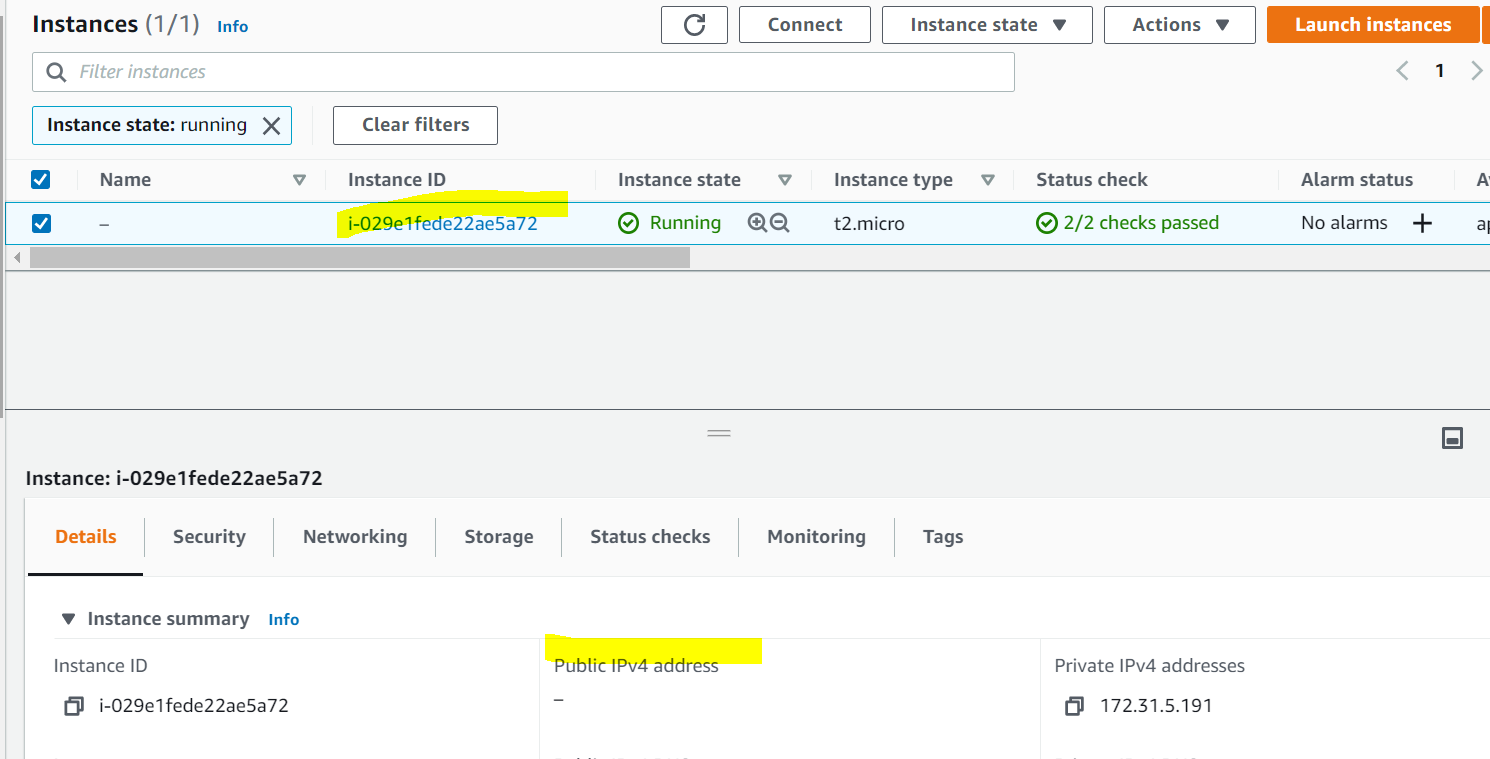 Instances (1/1) Info Connect Instance state Actions Launch instances
Filter instances 1
Instance state: running Clear filters
Name Instance ID Instance state Instance type Status check Alarm status
– i-029e1fede22ae5a72 Running t2.micro 2/2 checks passed No alarms
Instance: i-029e1fede22ae5a72
Details Security Networking Storage Status checks Monitoring Tags
Instance summary Info
Instance ID Public IPv4 address Private IPv4 addresses
i-029e1fede22ae5a72 – 172.31.5.191